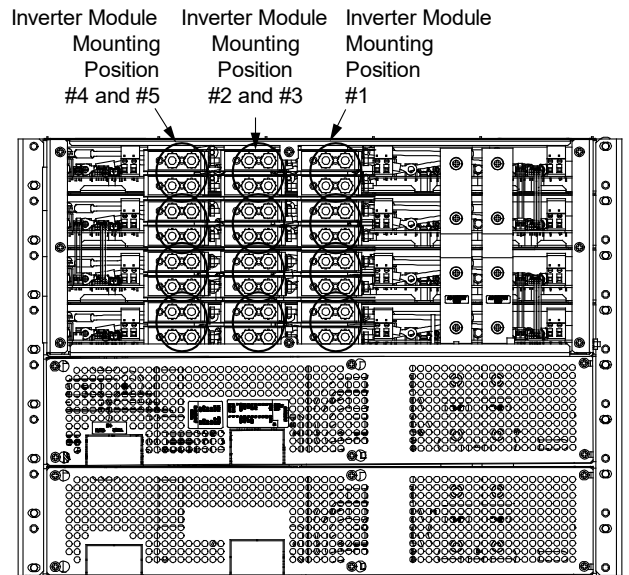 Inverter Module
Mounting
Position
#4 and #5
Inverter Module
Mounting
Position
#2 and #3
Inverter Module
Mounting
Position
#1